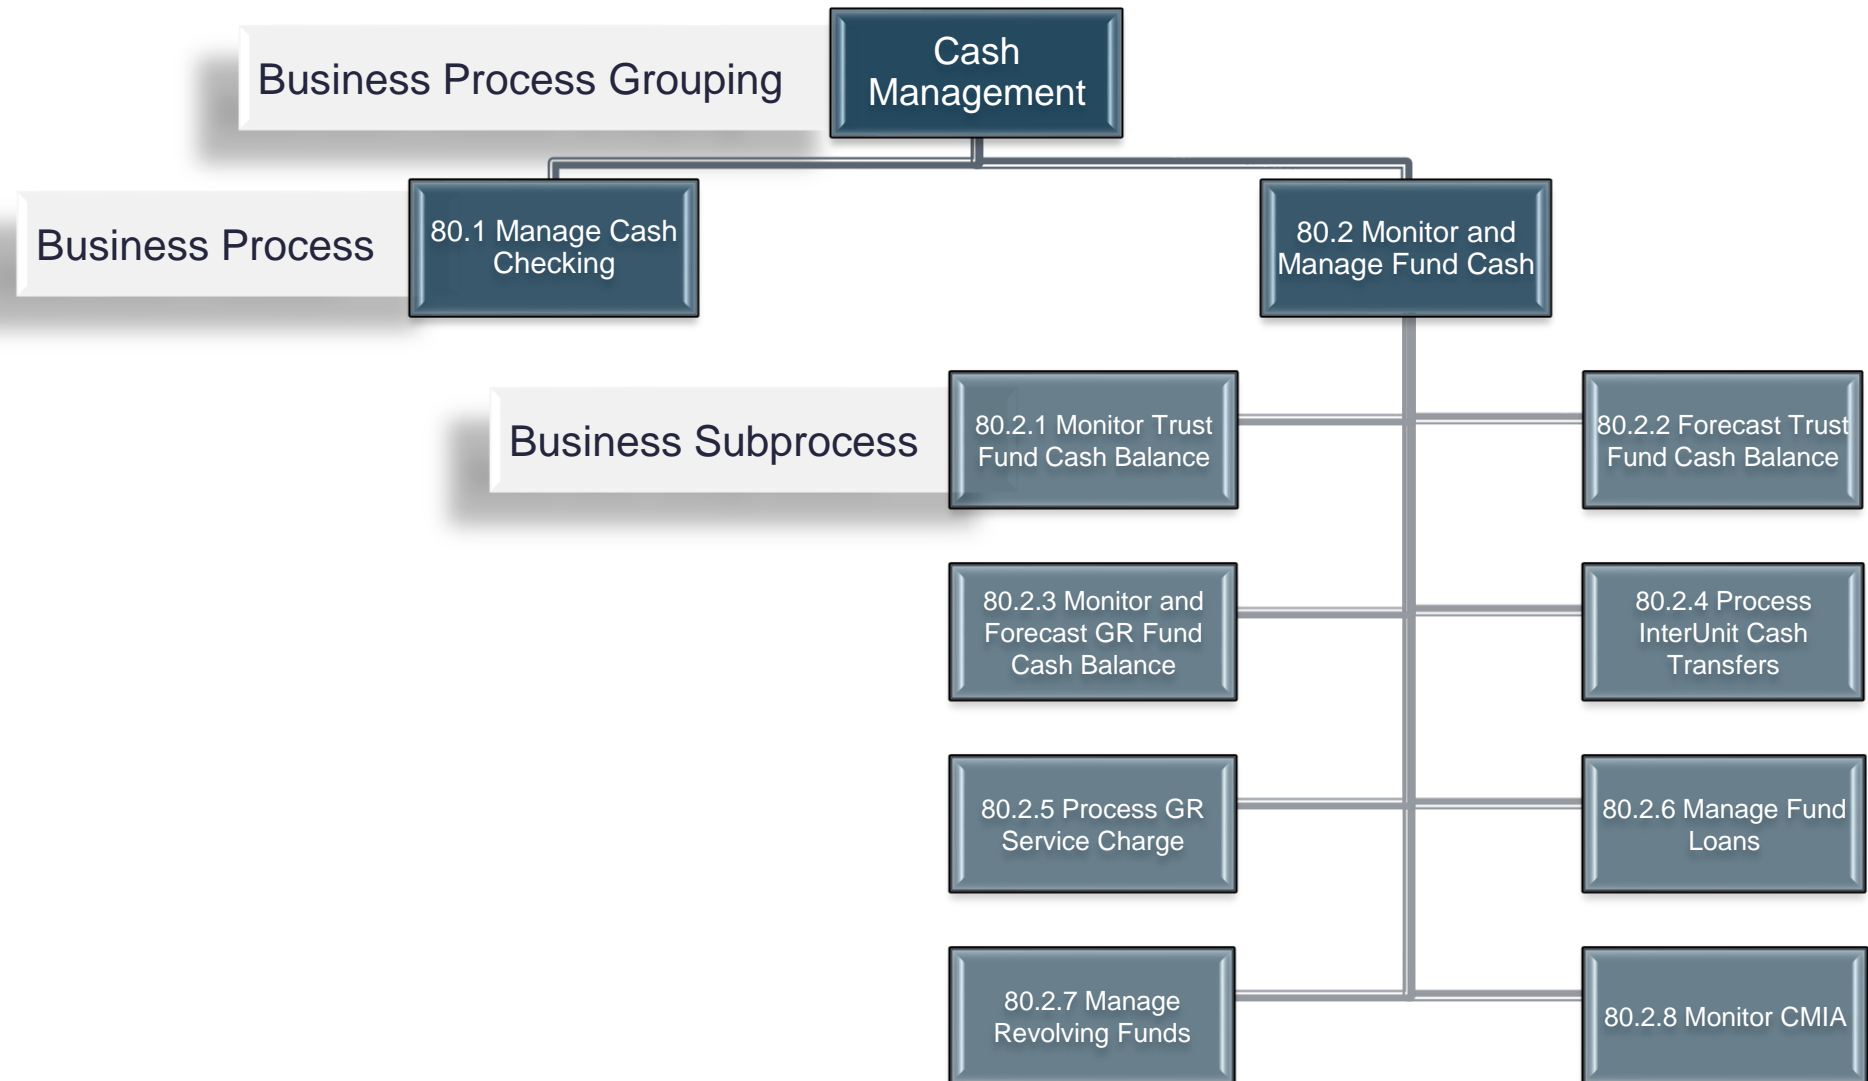 Business Process Grouping
Cash
Management
Business Process
80.1 Manage Cash
Checking
80.2 Monitor and
Manage Fund Cash
Business Subprocess
80.2.1 Monitor Trust
Fund Cash Balance
80.2.2 Forecast Trust
Fund Cash Balance
80.2.3 Monitor and
Forecast GR Fund
Cash Balance
80.2.4 Process
InterUnit Cash
Transfers
80.2.5 Process GR
Service Charge
80.2.6 Manage Fund
Loans
80.2.7 Manage
Revolving Funds
80.2.8 Monitor CMIA